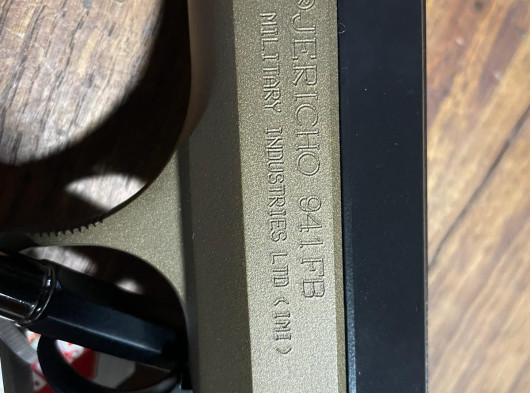 JERICHO 941FB
MILITARY INDUSTRIES LTD (IMI)